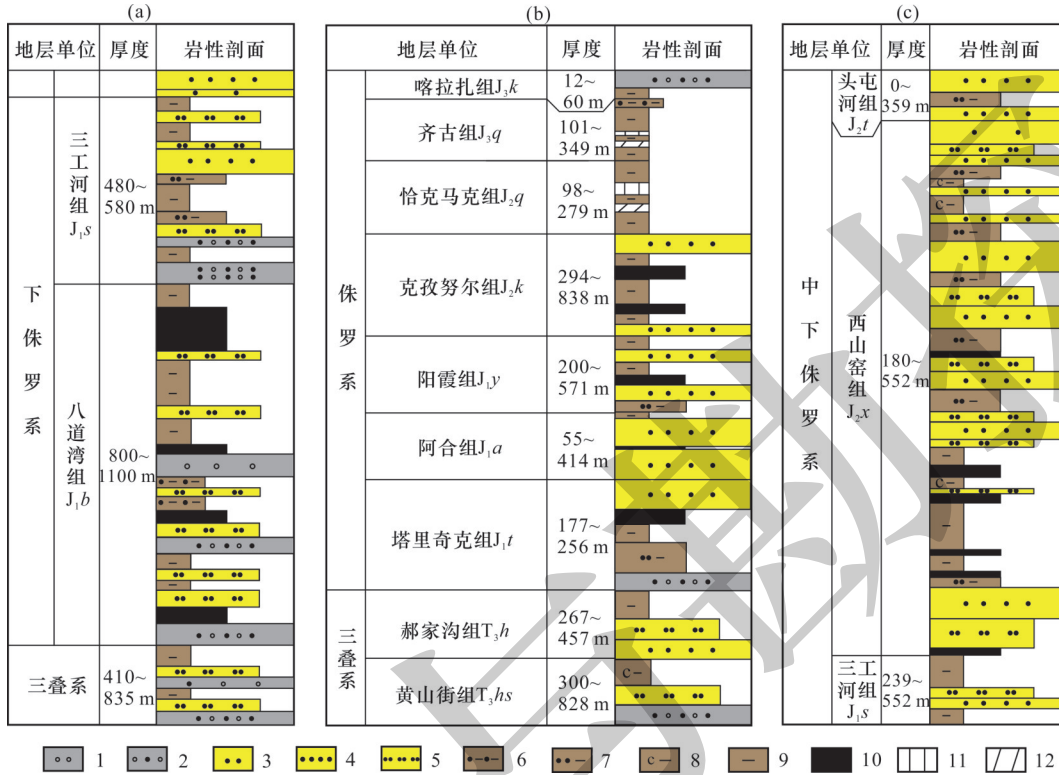 (a)
地层单位 厚度 岩性剖面
下侏罗系
三工河组J₁s
480~
580 m
八道湾组J₁b
800~
1100 m
三叠系
410~
835 m
(b)
地层单位 厚度 岩性剖面
侏罗系
喀拉扎组J₃k
12~
60 m
齐古组J₃q
101~
349 m
恰克马克组J₂q
98~
279 m
克孜努尔组J₂k
294~
838 m
阳霞组J₁y
200~
571 m
阿合组J₁a
55~
414 m
塔里奇克组J₁t
177~
256 m
三叠系
郝家沟组T₃h
267~
457 m
黄山街组T₃hs
300~
828 m
c
(c)
地层单位 厚度 岩性剖面
中下侏罗系
头屯
河组
J₂t
0~
359 m
西山窑组J₂x
180~
552 m
c
c
c
三工
河组
J₁s
239~
552 m
1 2 3 4 5 6 7 c 8 9 10 11 12